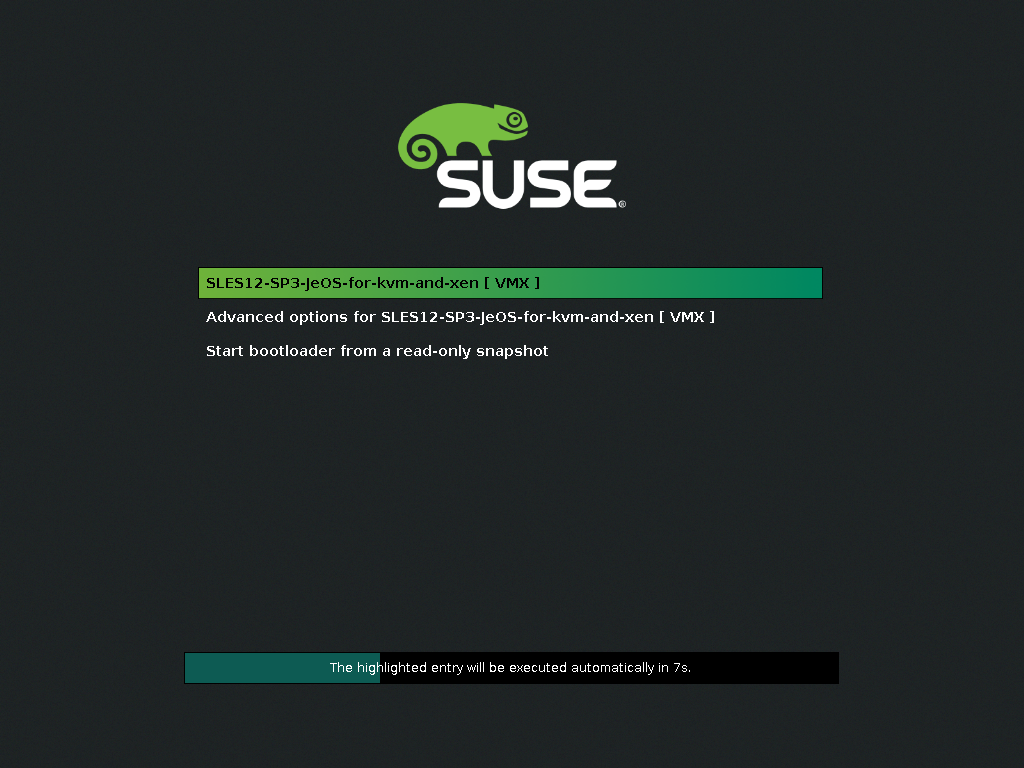 SUSE®
SLES12-SP3-JeOS-for-kvm-and-xen [ VMX ]
Advanced options for SLES12-SP3-JeOS-for-kvm-and-xen [ VMX ]
Start bootloader from a read-only snapshot
The highlighted entry will be executed automatically in 7s.